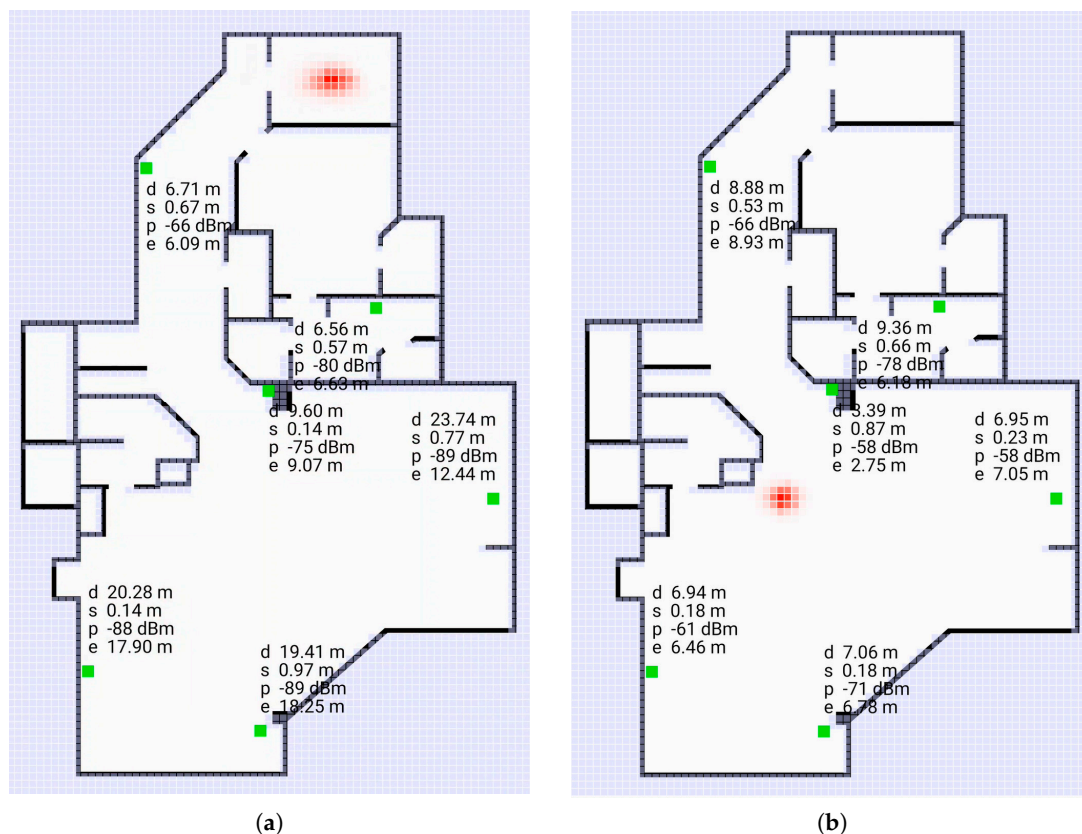 d 6.71 m
s 0.67 m
p -66 dBm
e 6.09 m
d 6.56 m
s 0.57 m
p -80 dBm
e 6.63 m
d 9.60 m
s 0.14 m
p -75 dBm
e 9.07 m
d 23.74 m
s 0.77 m
p -89 dBm
e 12.44 m
d 20.28 m
s 0.14 m
p -88 dBm
e 17.90 m
d 19.41 m
s 0.97 m
p -89 dBm
e 18.25 m
(a)
d 8.88 m
s 0.53 m
p -66 dBm
e 8.93 m
d 9.36 m
s 0.66 m
p -78 dBm
e 6.18 m
d 3.39 m
s 0.87 m
p -58 dBm
e 2.75 m
d 6.95 m
s 0.23 m
p -58 dBm
e 7.05 m
d 6.94 m
s 0.18 m
p -61 dBm
e 6.46 m
d 7.06 m
s 0.18 m
p -71 dBm
e 6.78 m
(b)